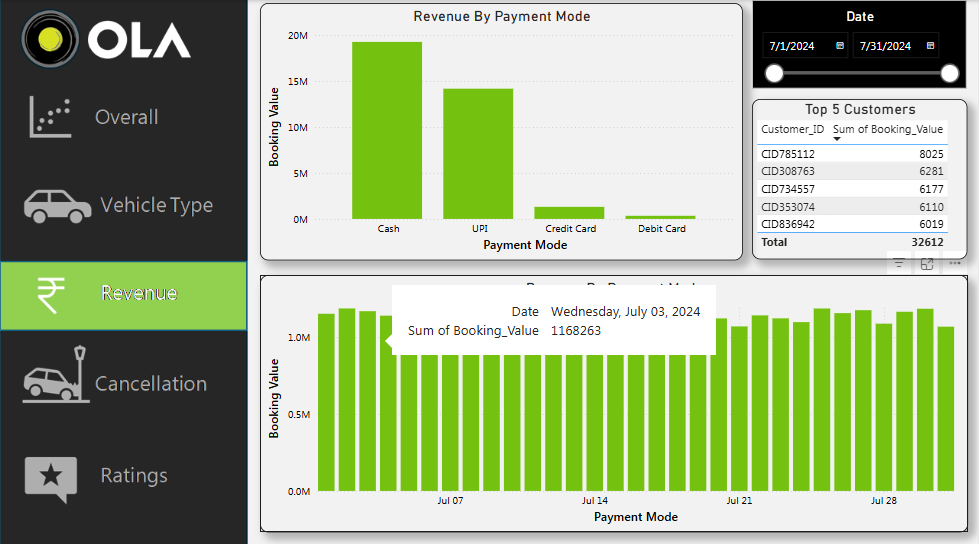 OLA
Overall
Vehicle Type
Revenue
Cancellation
Ratings
Revenue By Payment Mode
20M
15M
10M
5M
0M
Booking Value
Cash UPI Credit Card Debit Card
Payment Mode
Date
7/1/2024 7/31/2024
Top 5 Customers
Customer_ID Sum of Booking_Value
CID785112 8025
CID308763 6281
CID734557 6177
CID353074 6110
CID836942 6019
Total 32612
Date Wednesday, July 03, 2024
Sum of Booking_Value 1168263
1.0M
0.5M
0.0M
Booking Value
Jul 07 Jul 14 Jul 21 Jul 28
Payment Mode